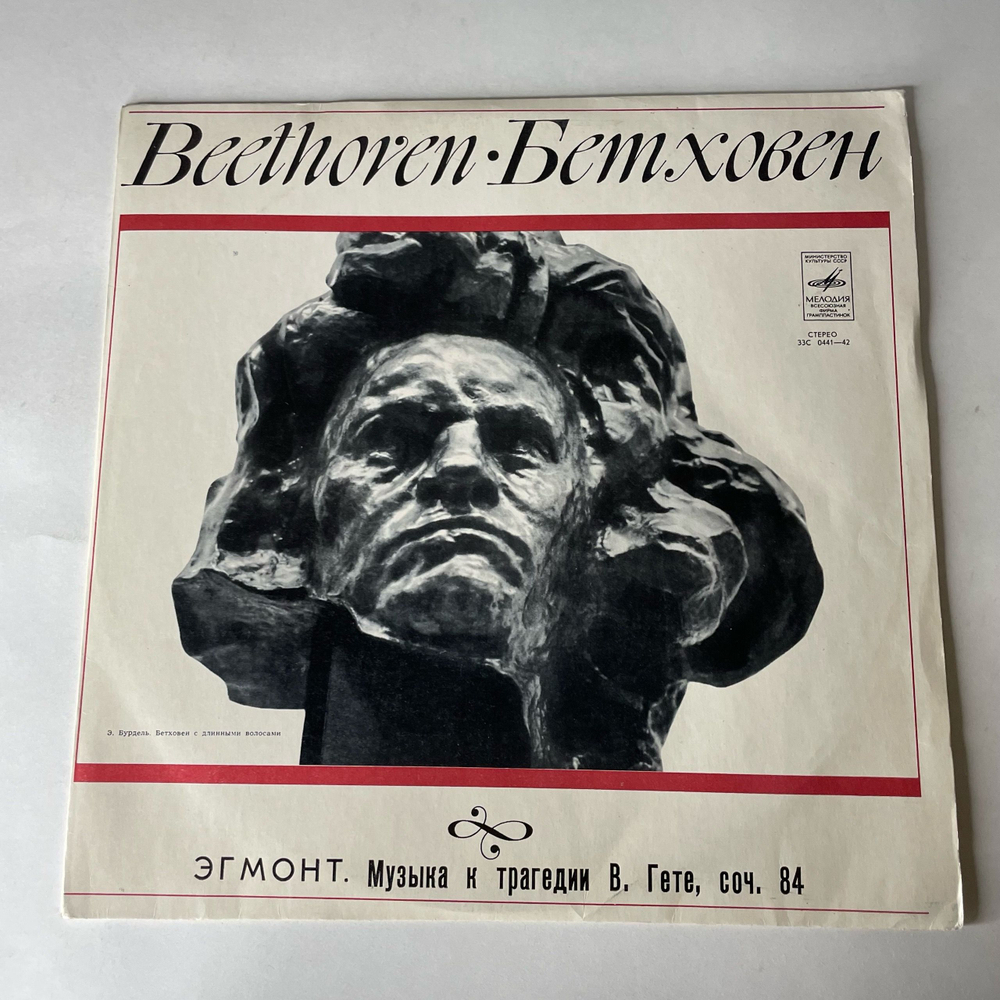 Beethoven · Бетховен
МИНИСТЕРСТВО
КУЛЬТУРЫ СССР
МЕЛОДИЯ
ВСЕСОЮЗНАЯ
ФИРМА
ГРАМПЛАСТИНОК
СТЕРЕО
33С 0441—42
Э. Бурдель. Бетховен с длинными волосами
ЭГМОНТ. Музыка к трагедии В. Гете, соч. 84